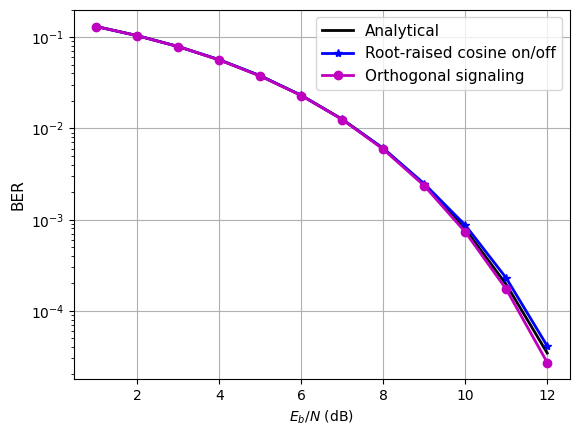 Analytical
Root-raised cosine on/off
Orthogonal signaling
BER
10⁻¹
10⁻²
10⁻³
10⁻⁴
2 4 6 8 10 12
E_b/N (dB)